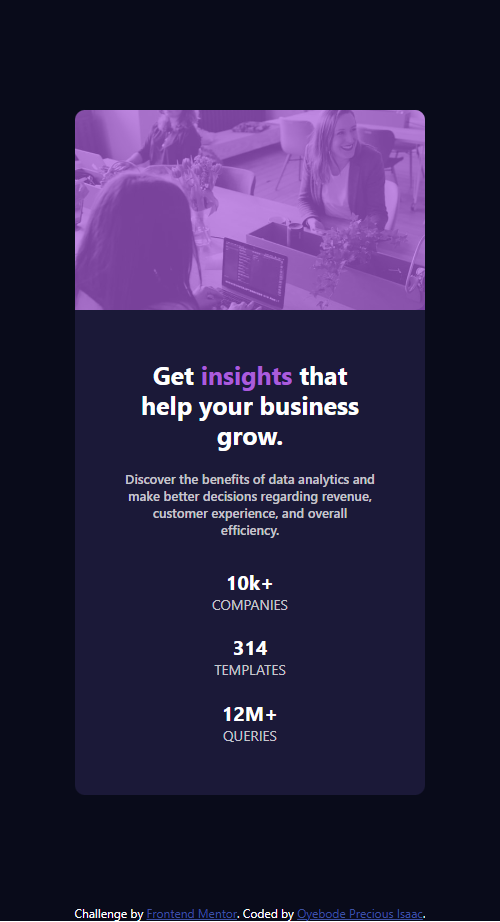 Get insights that
help your business
grow.
Discover the benefits of data analytics and
make better decisions regarding revenue,
customer experience, and overall
efficiency.
10k+
COMPANIES
314
TEMPLATES
12M+
QUERIES
Challenge by Frontend Mentor. Coded by Oyebode Precious Isaac.